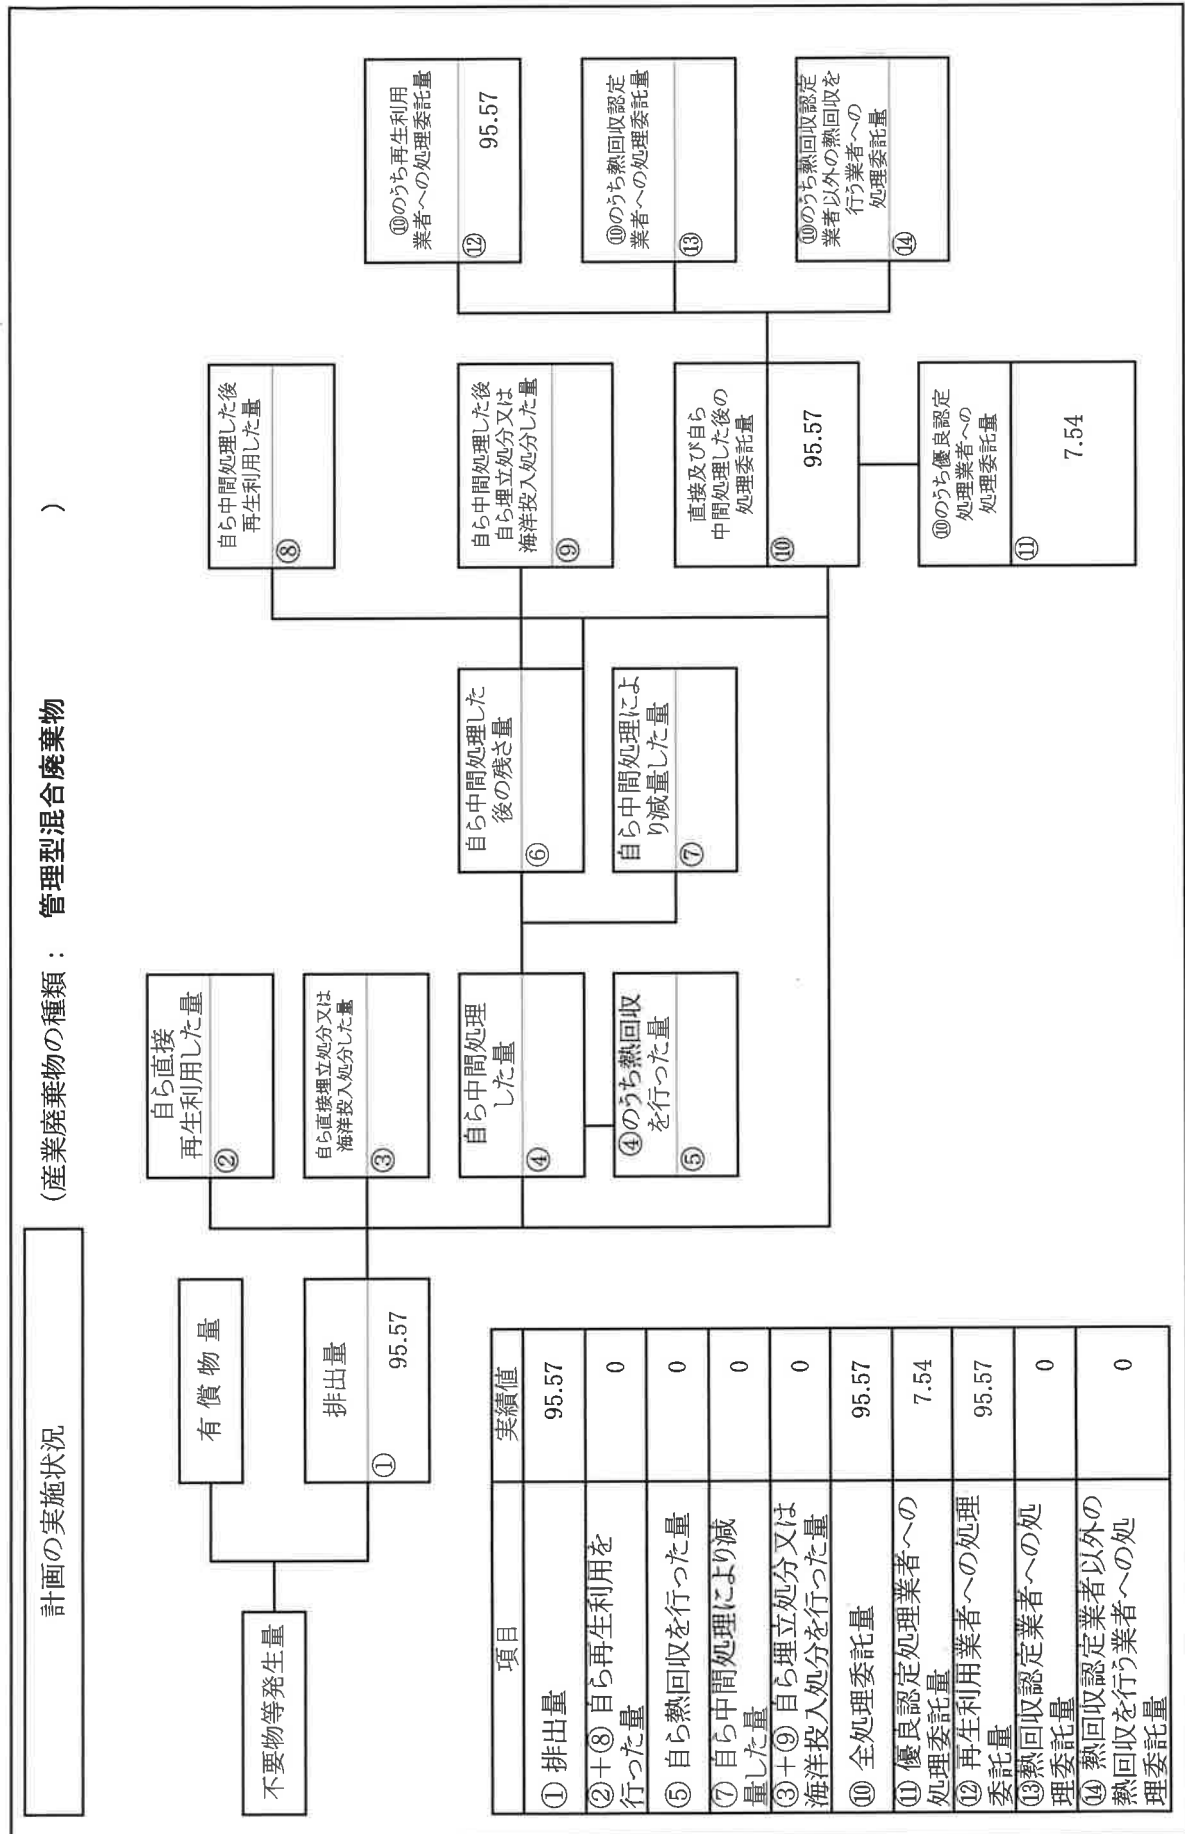 計画の実施状況
(産業廃棄物の種類： 管理型混合廃棄物 )
不要物等発生量
有償物量
排出量
①
95.57
自ら直接
再生利用した量
②
自ら直接埋立処分又は
海洋投入処分した量
③
自ら中間処理
した量
④
④のうち熱回収
を行った量
⑤
自ら中間処理した
後の残さ量
⑥
自ら中間処理によ
り減量した量
⑦
自ら中間処理した後
再生利用した量
⑧
自ら中間処理した後
自ら埋立処分又は
海洋投入処分した量
⑨
直接及び自ら
中間処理した後の
処理委託量
⑩
95.57
⑩のうち優良認定
処理業者への
処理委託量
⑪
7.54
⑩のうち再生利用
業者への処理委託量
⑫
95.57
⑩のうち熱回収認定
業者への処理委託量
⑬
⑩のうち熱回収認定
業者以外の熱回収を
行う業者への
処理委託量
⑭
項目 実績値
① 排出量 95.57
②+⑧ 自ら再生利用を
行った量 0
⑤ 自ら熱回収を行った量 0
⑦ 自ら中間処理により減
量した量 0
③+⑨ 自ら埋立処分又は
海洋投入処分を行った量 0
⑩ 全処理委託量 95.57
⑪ 優良認定処理業者への
処理委託量 7.54
⑫ 再生利用業者への処理
委託量 95.57
⑬熱回収認定業者への処
理委託量 0
⑭ 熱回収認定業者以外の
熱回収を行う業者への処
理委託量 0